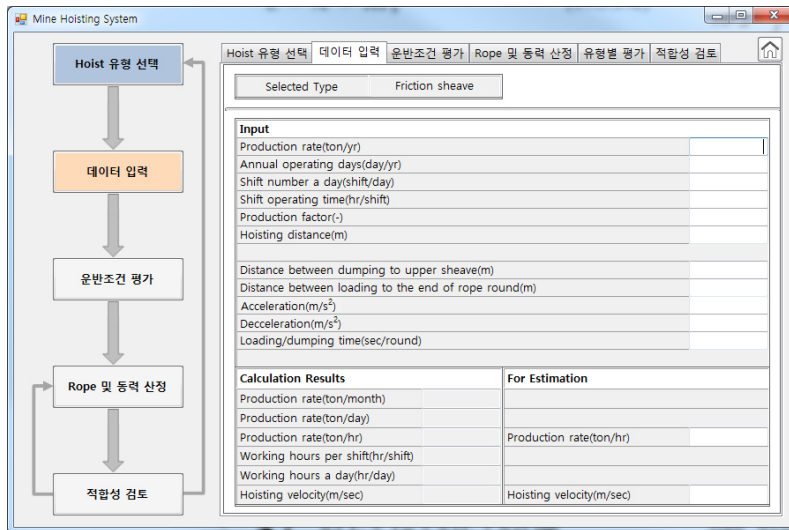 Mine Hoisting System
Hoist 유형 선택
데이터 입력
운반조건 평가
Rope 및 동력 산정
적합성 검토
Hoist 유형 선택 데이터 입력 운반조건 평가 Rope 및 동력 산정 유형별 평가 적합성 검토
Selected Type Friction sheave
Input
Production rate(ton/yr)
Annual operating days(day/yr)
Shift number a day(shift/day)
Shift operating time(hr/shift)
Production factor(-)
Hoisting distance(m)
Distance between dumping to upper sheave(m)
Distance between loading to the end of rope round(m)
Acceleration(m/s²)
Decceleration(m/s²)
Loading/dumping time(sec/round)
Calculation Results For Estimation
Production rate(ton/month)
Production rate(ton/day)
Production rate(ton/hr) Production rate(ton/hr)
Working hours per shift(hr/shift)
Working hours a day(hr/day)
Hoisting velocity(m/sec) Hoisting velocity(m/sec)